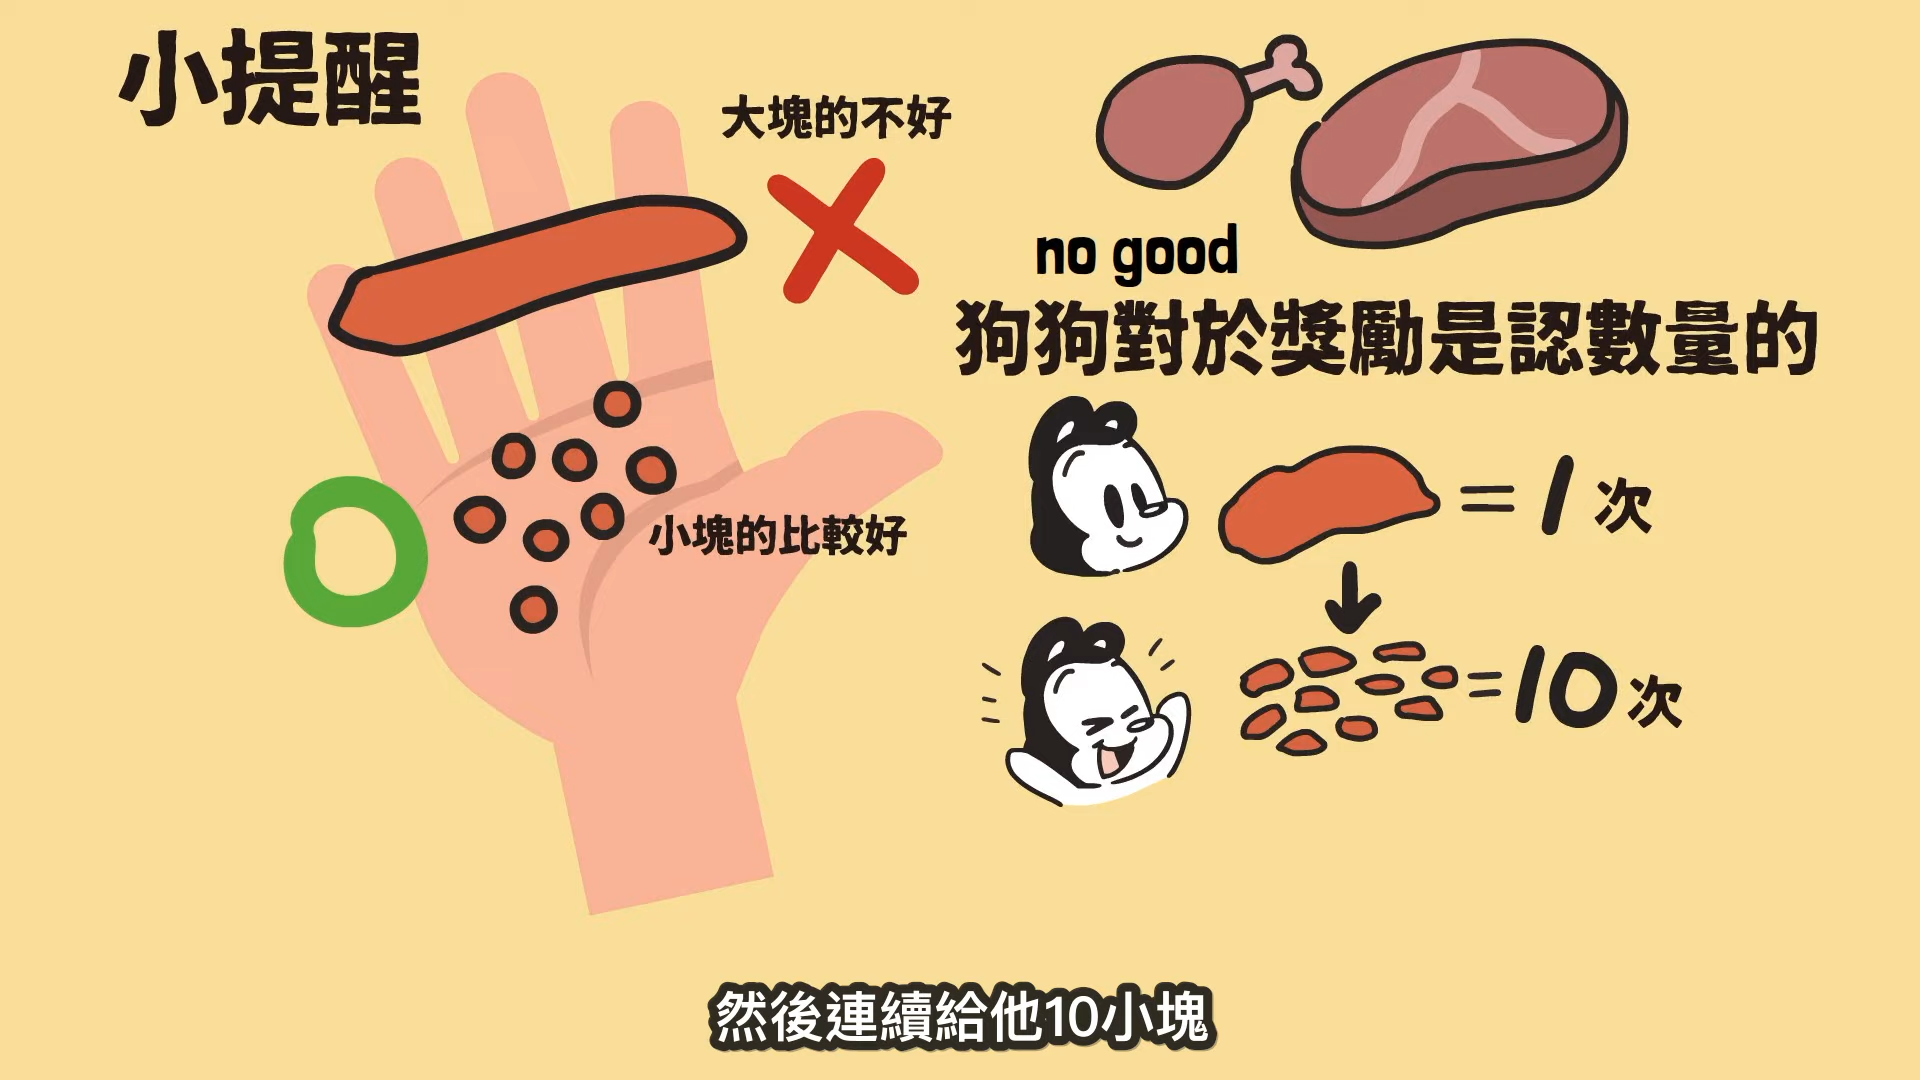 小提醒
大塊的不好
no good
狗狗對於獎勵是認數量的
=1次
小塊的比較好
=10次
然後連續給他10小塊